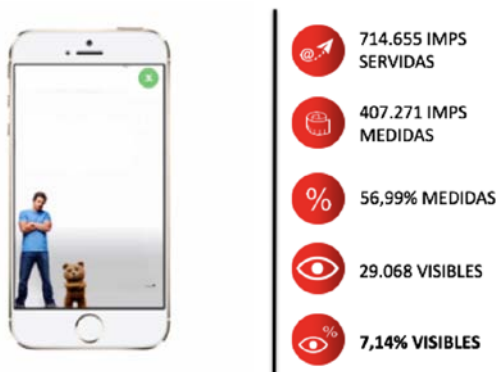 X
@
714.655 IMPS
SERVIDAS
407.271 IMPS
MEDIDAS
%
56,99% MEDIDAS
29.068 VISIBLES
%
7,14% VISIBLES